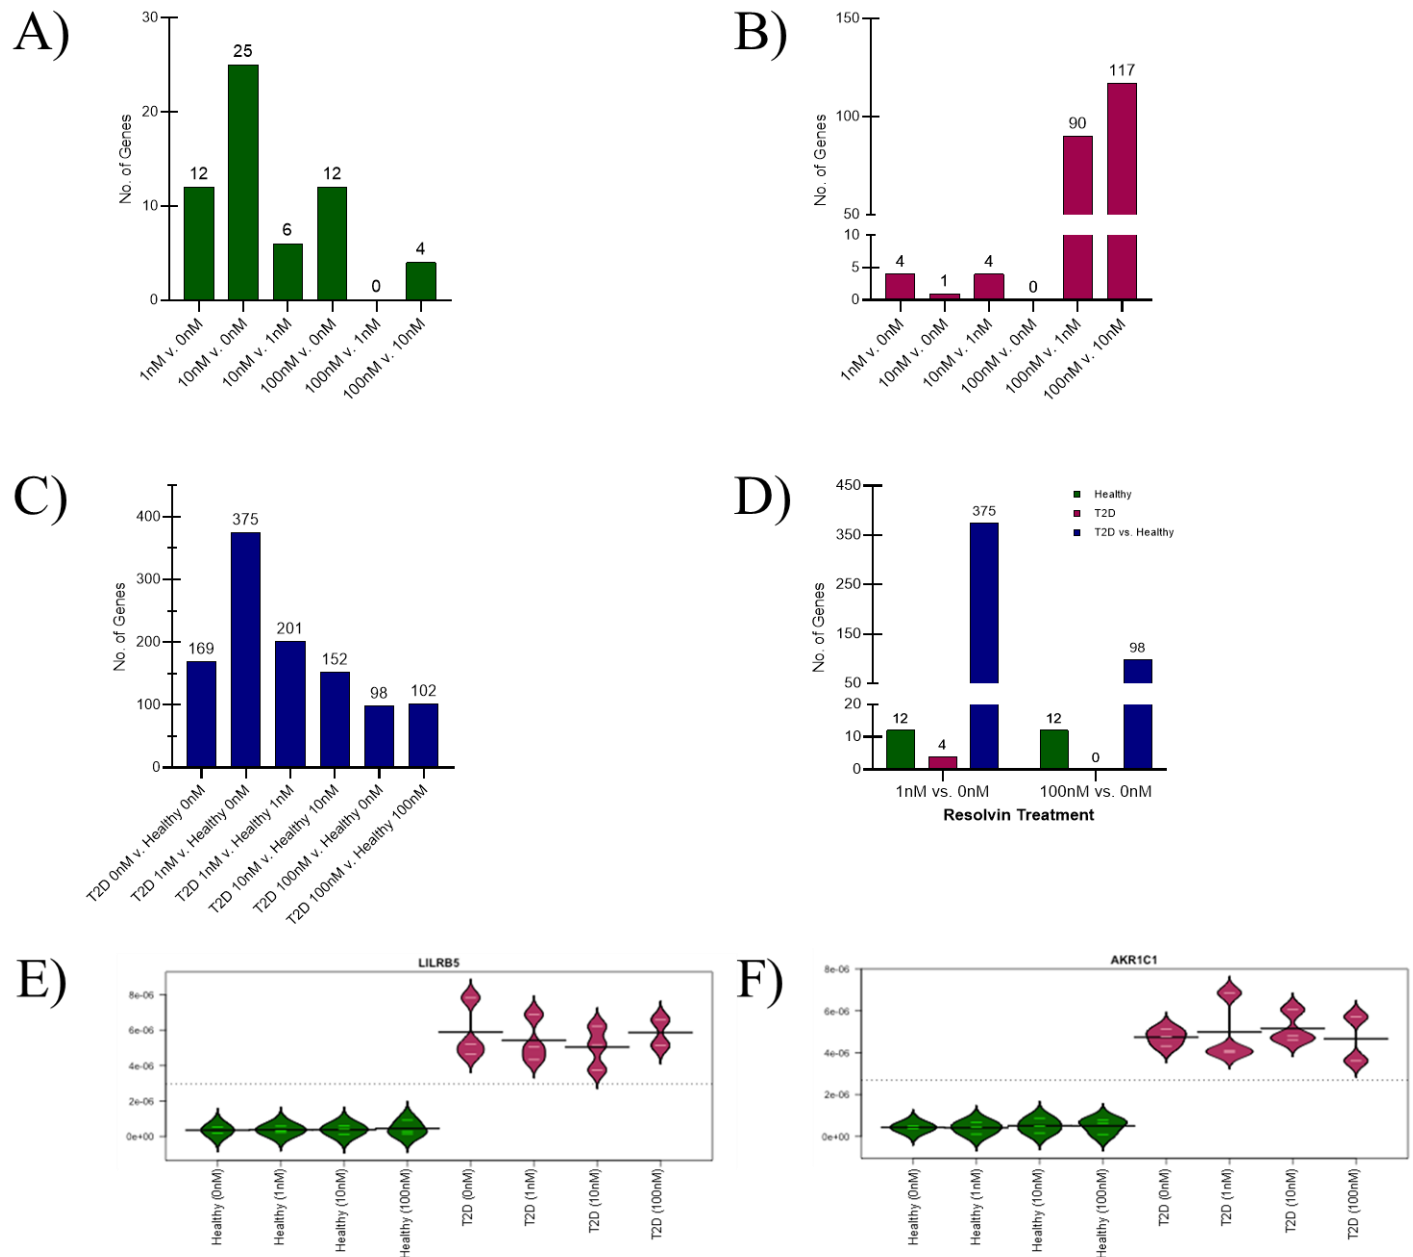 A)
30
20
10
0
No. of Genes
12
25
6
12
0
4
1nM v. 0nM
10nM v. 0nM
10nM v. 1nM
100nM v. 0nM
100nM v. 1nM
100nM v. 10nM
B)
150
100
50
10
5
0
No. of Genes
4
1
4
0
90
117
1nM v. 0nM
10nM v. 0nM
10nM v. 1nM
100nM v. 0nM
100nM v. 1nM
100nM v. 10nM
C)
400
300
200
100
0
No. of Genes
169
375
201
152
98
102
T2D 0nM v. Healthy 0nM
T2D 1nM v. Healthy 0nM
T2D 1nM v. Healthy 1nM
T2D 10nM v. Healthy 10nM
T2D 100nM v. Healthy 0nM
T2D 100nM v. Healthy 100nM
D)
450
350
250
150
50
20
10
0
No. of Genes
Healthy
T2D
T2D vs. Healthy
12
4
375
12
0
98
1nM vs. 0nM
100nM vs. 0nM
Resolvin Treatment
E)
LILRB5
8e-06
6e-06
4e-06
2e-06
0e+00
Healthy (0nM)
Healthy (1nM)
Healthy (10nM)
Healthy (100nM)
T2D (0nM)
T2D (1nM)
T2D (10nM)
T2D (100nM)
F)
AKR1C1
8e-06
6e-06
4e-06
2e-06
0e+00
Healthy (0nM)
Healthy (1nM)
Healthy (10nM)
Healthy (100nM)
T2D (0nM)
T2D (1nM)
T2D (10nM)
T2D (100nM)